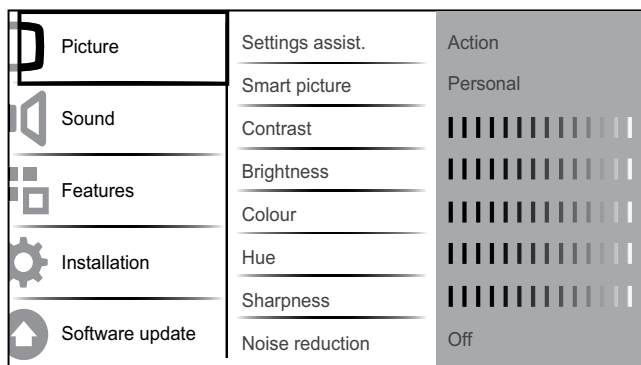 Picture
Sound
Features
Installation
Software update
Settings assist.
Smart picture
Contrast
Brightness
Colour
Hue
Sharpness
Noise reduction
Action
Personal
Off